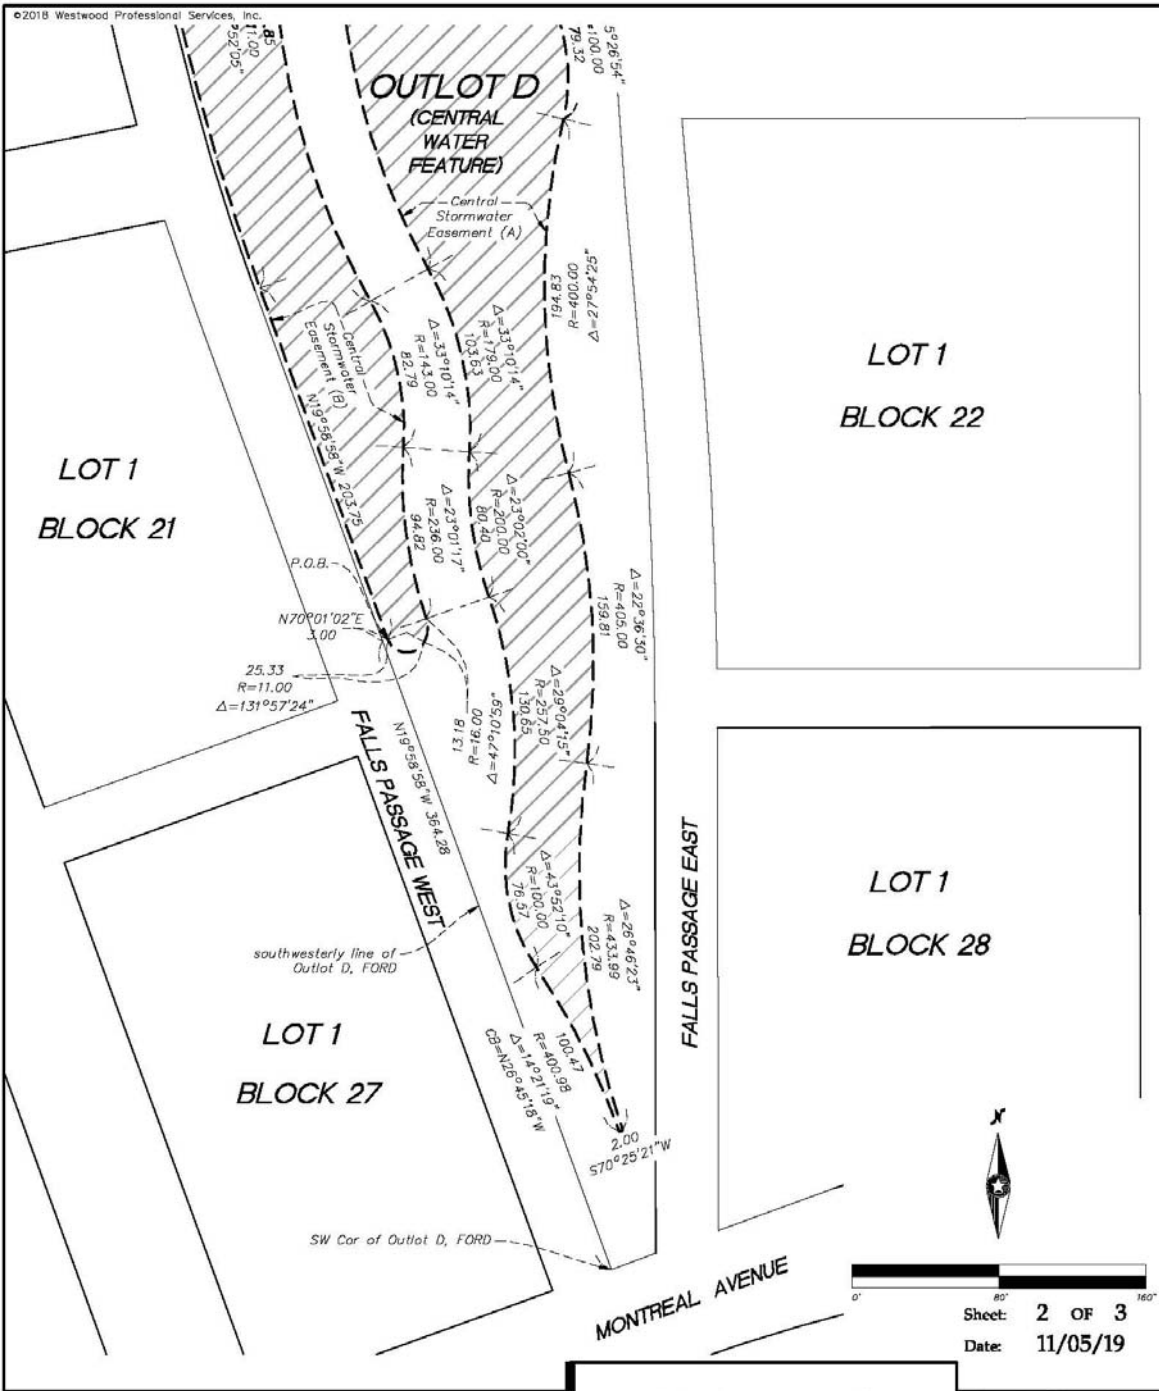 ©2018 Westwood Professional Services, Inc.
.85
11.00
°52'05"
5°26'54"
100.00
79.32
OUTLOT D
(CENTRAL
WATER
FEATURE)
Central
Stormwater
Easement (A)
194.83
R=400.00
Δ=27°54'25"
Δ=33°10'14"
R=179.00
103.63
Δ=33°10'14"
R=143.00
82.79
Central
Stormwater
Easement (B)
N19°58'58"W 203.75
LOT 1
BLOCK 22
LOT 1
BLOCK 21
Δ=23°02'00"
R=200.00
80.40
Δ=23°01'17"
R=236.00
94.82
P.O.B.
N70°01'02"E
3.00
25.33
R=11.00
Δ=131°57'24"
Δ=22°36'30"
R=405.00
159.81
Δ=29°04'15"
R=257.50
130.65
Δ=47°10'59"
R=16.00
13.18
N19°58'58"W 364.28
FALLS PASSAGE WEST
FALLS PASSAGE EAST
Δ=43°52'10"
R=100.00
76.57
Δ=26°46'23"
R=433.99
202.79
LOT 1
BLOCK 28
southwesterly line of
Outlot D, FORD
LOT 1
BLOCK 27
100.47
R=400.98
Δ=14°21'19"
CB=N26°45'18"W
2.00
S70°25'21"W
SW Cor of Outlot D, FORD
MONTREAL AVENUE
N
0' 80' 160'
Sheet: 2 OF 3
Date: 11/05/19